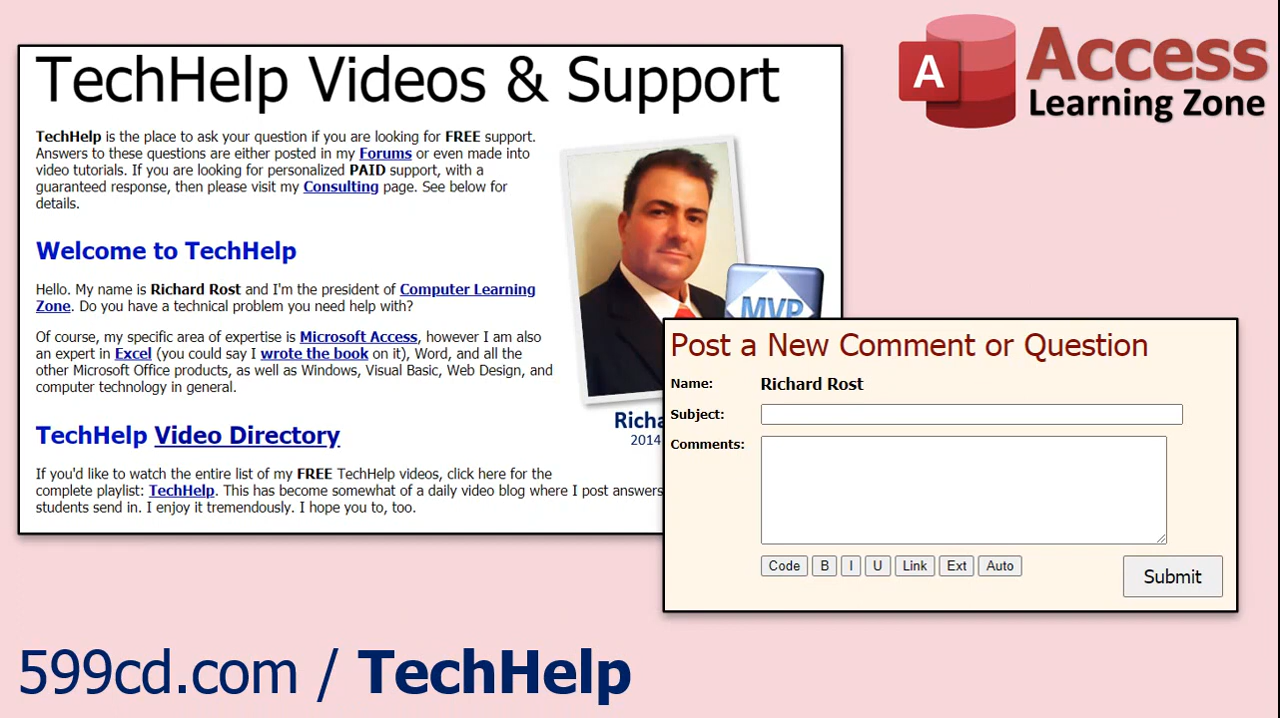 TechHelp Videos & Support
TechHelp is the place to ask your question if you are looking for FREE support.
Answers to these questions are either posted in my Forums or even made into
video tutorials. If you are looking for personalized PAID support, with a
guaranteed response, then please visit my Consulting page. See below for
details.
Welcome to TechHelp
Hello. My name is Richard Rost and I'm the president of Computer Learning
Zone. Do you have a technical problem you need help with?
Of course, my specific area of expertise is Microsoft Access, however I am also
an expert in Excel (you could say I wrote the book on it), Word, and all the
other Microsoft Office products, as well as Windows, Visual Basic, Web Design, and
computer technology in general.
TechHelp Video Directory
If you'd like to watch the entire list of my FREE TechHelp videos, click here for the
complete playlist: TechHelp. This has become somewhat of a daily video blog where I post answers
students send in. I enjoy it tremendously. I hope you to, too.
MVP
2014
A Access
Learning Zone
Post a New Comment or Question
Name: Richard Rost
Subject:
Comments:
Code B I U Link Ext Auto
Submit
599cd.com / TechHelp